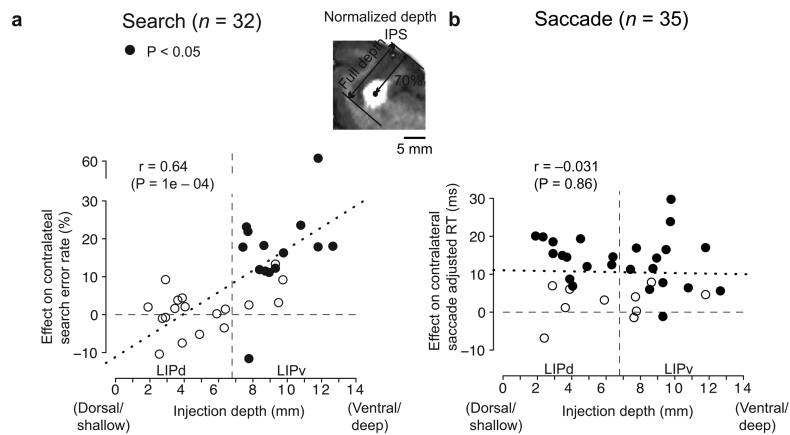 a
Search (n = 32)
P < 0.05
Normalized depth
IPS
Full depth
70%
5 mm
b
Saccade (n = 35)
r = 0.64
(P = 1e – 04)
Effect on contralateal
search error rate (%)
60
30
20
10
0
–10
LIPd
LIPv
0 2 4 6 8 10 12 14
(Dorsal/
shallow)
Injection depth (mm)
(Ventral/
deep)
r = –0.031
(P = 0.86)
Effect on contralateral
saccade adjusted RT (ms)
30
20
10
0
–10
LIPd
LIPv
0 2 4 6 8 10 12 14
(Dorsal/
shallow)
Injection depth (mm)
(Ventral/
deep)